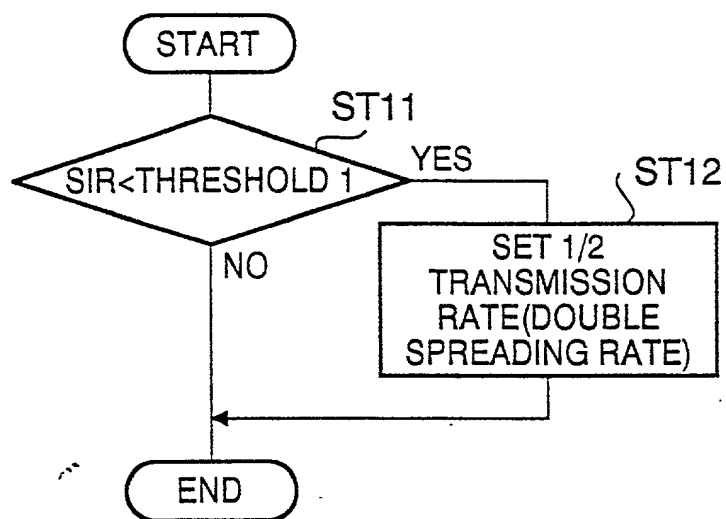 START
ST11
SIR<THRESHOLD 1
YES
ST12
SET 1/2
TRANSMISSION
RATE(DOUBLE
SPREADING RATE)
NO
END